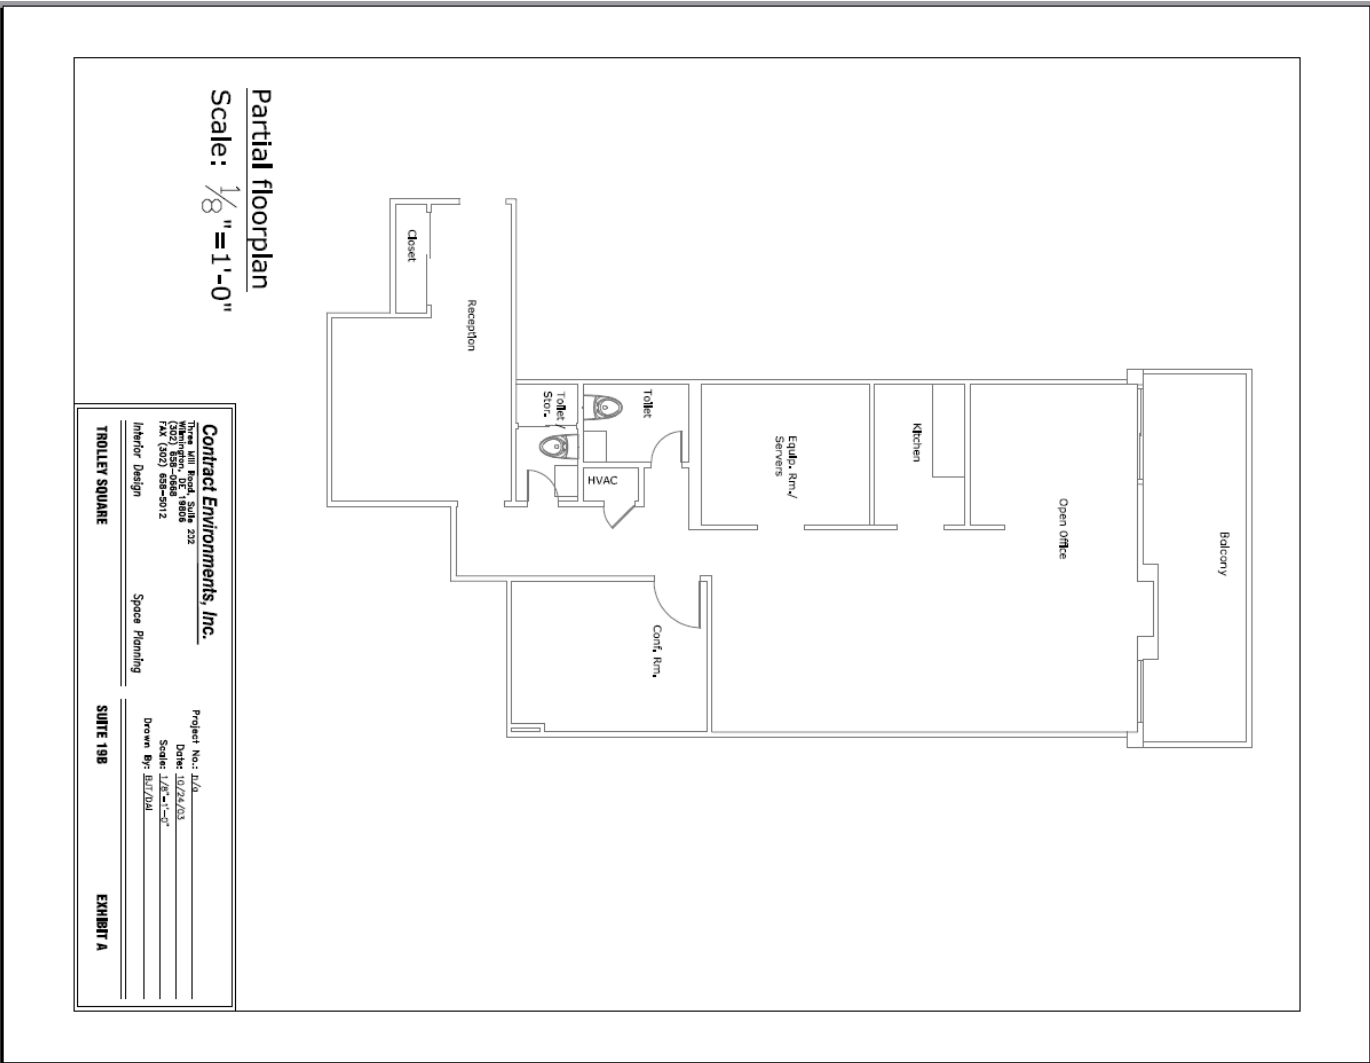 Partial floorplan
Scale: 1/8"=1'-0"
Closet
Reception
Toilet /
Stor.
Toilet
HVAC
Equip. Rm./
Servers
Kitchen
Open Office
Balcony
Conf. Rm.
Contract Environments, Inc.
Three Mill Road, Suite 202
Wilmington, DE 19806
(302) 658-0668
FAX (302) 658-5012
Interior Design Space Planning
TROLLEY SQUARE
Project No.: n/a
Date: 10/24/03
Scale: 1/8"=1'-0"
Drawn By: BJT/DAI
SUITE 19B
EXHIBIT A